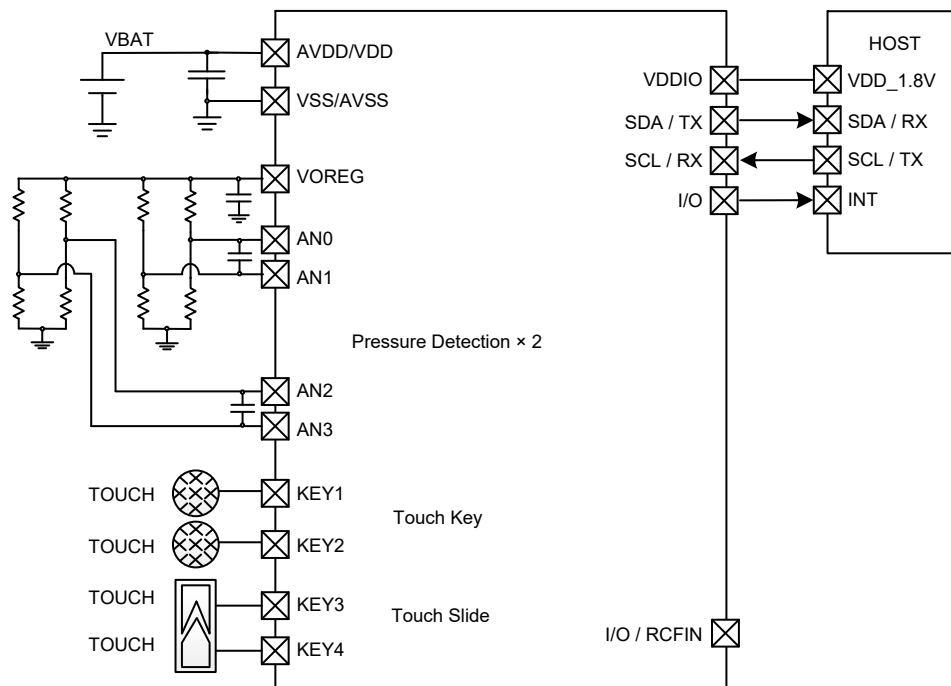 VBAT
AVDD/VDD
VSS/AVSS
VOREG
AN0
AN1
Pressure Detection × 2
AN2
AN3
TOUCH
KEY1
Touch Key
TOUCH
KEY2
TOUCH
KEY3
Touch Slide
TOUCH
KEY4
HOST
VDDIO
VDD_1.8V
SDA / TX
SDA / RX
SCL / RX
SCL / TX
I/O
INT
I/O / RCFIN